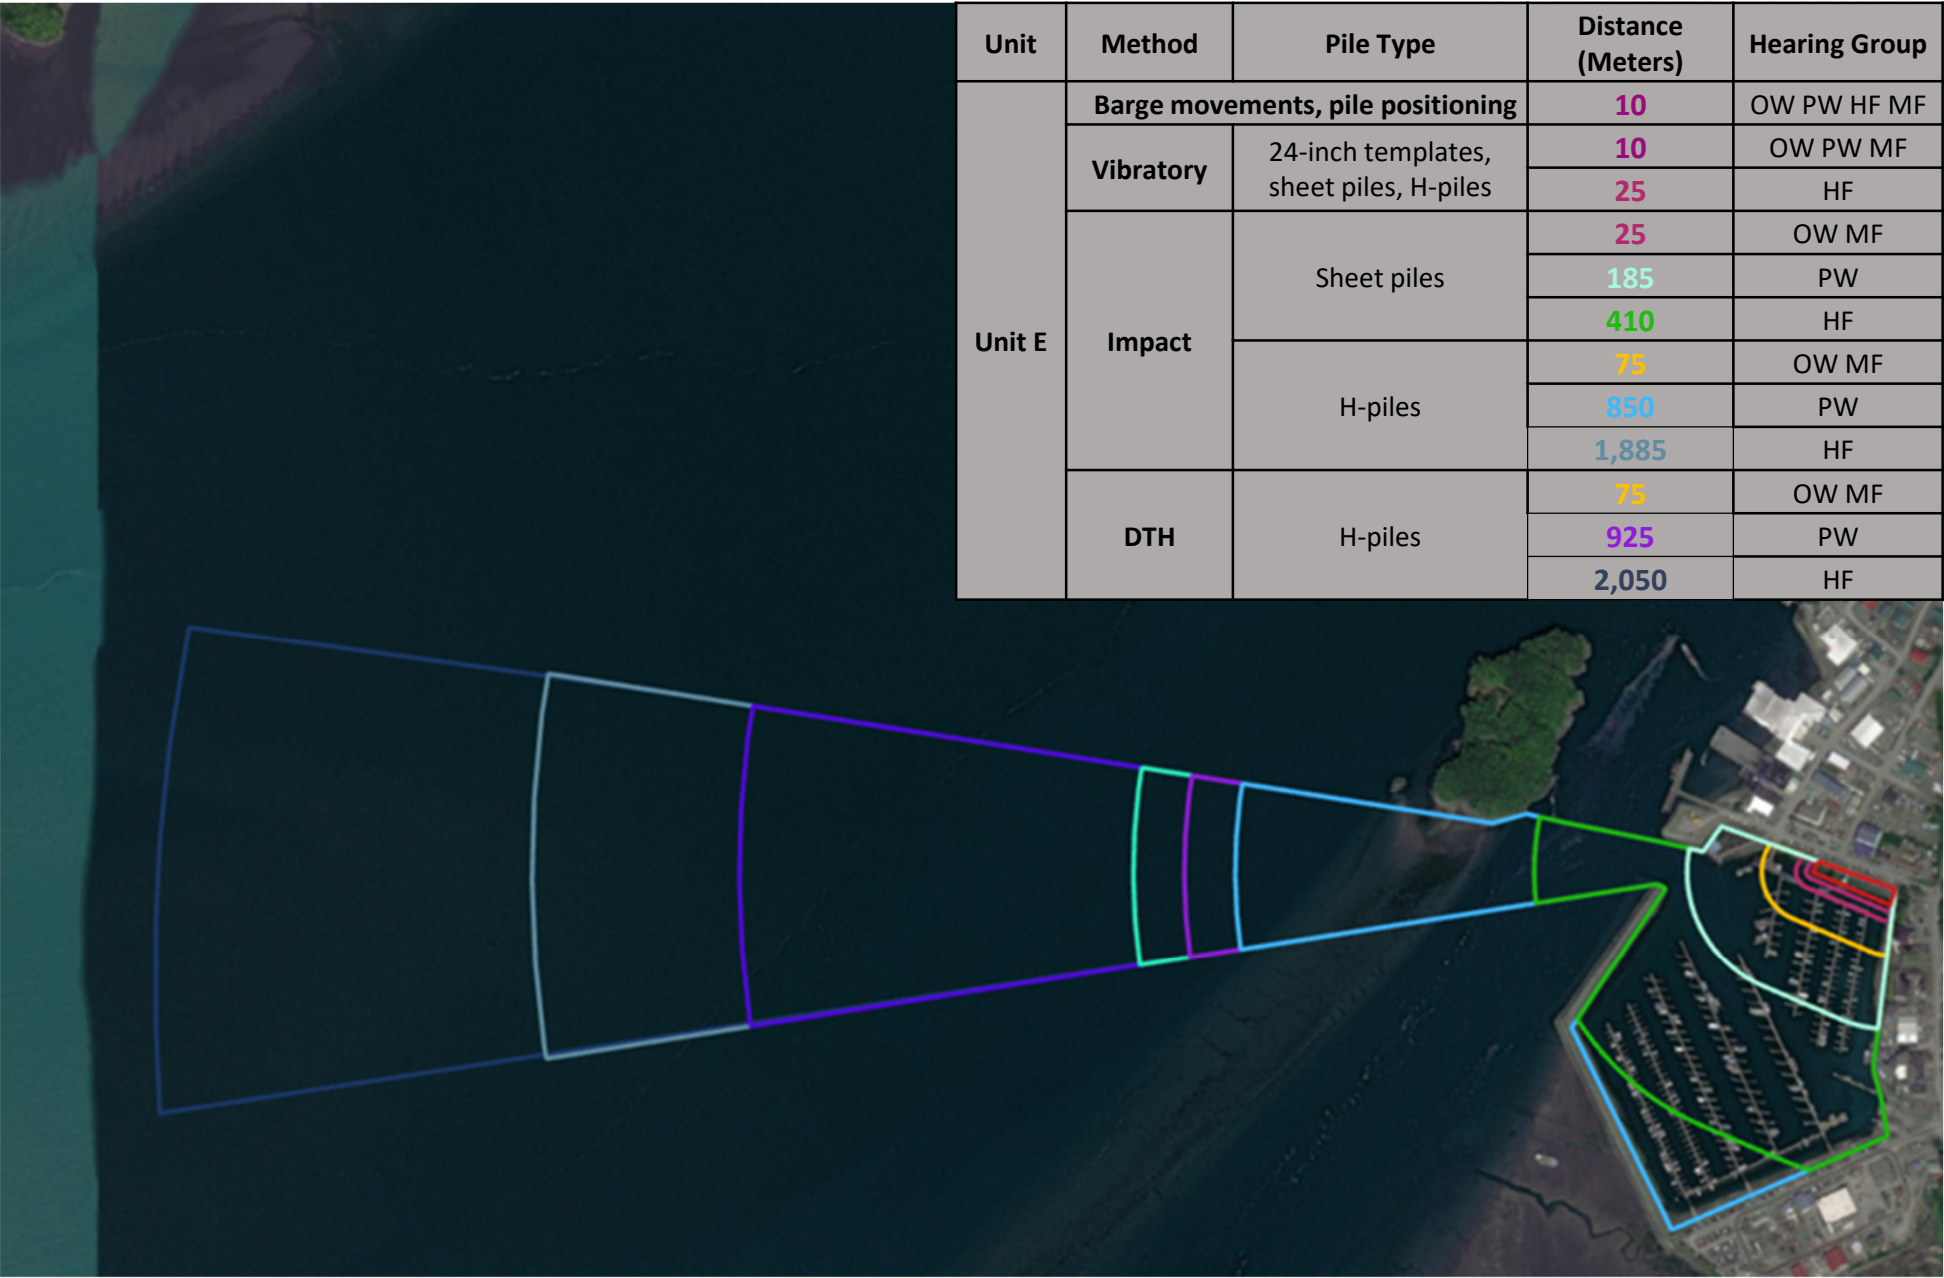 Unit Method Pile Type Distance (Meters) Hearing Group
Unit E
Barge movements, pile positioning 10 OW PW HF MF
Vibratory 24-inch templates, sheet piles, H-piles 10 OW PW MF
25 HF
Impact Sheet piles 25 OW MF
185 PW
410 HF
H-piles 75 OW MF
850 PW
1,885 HF
DTH H-piles 75 OW MF
925 PW
2,050 HF